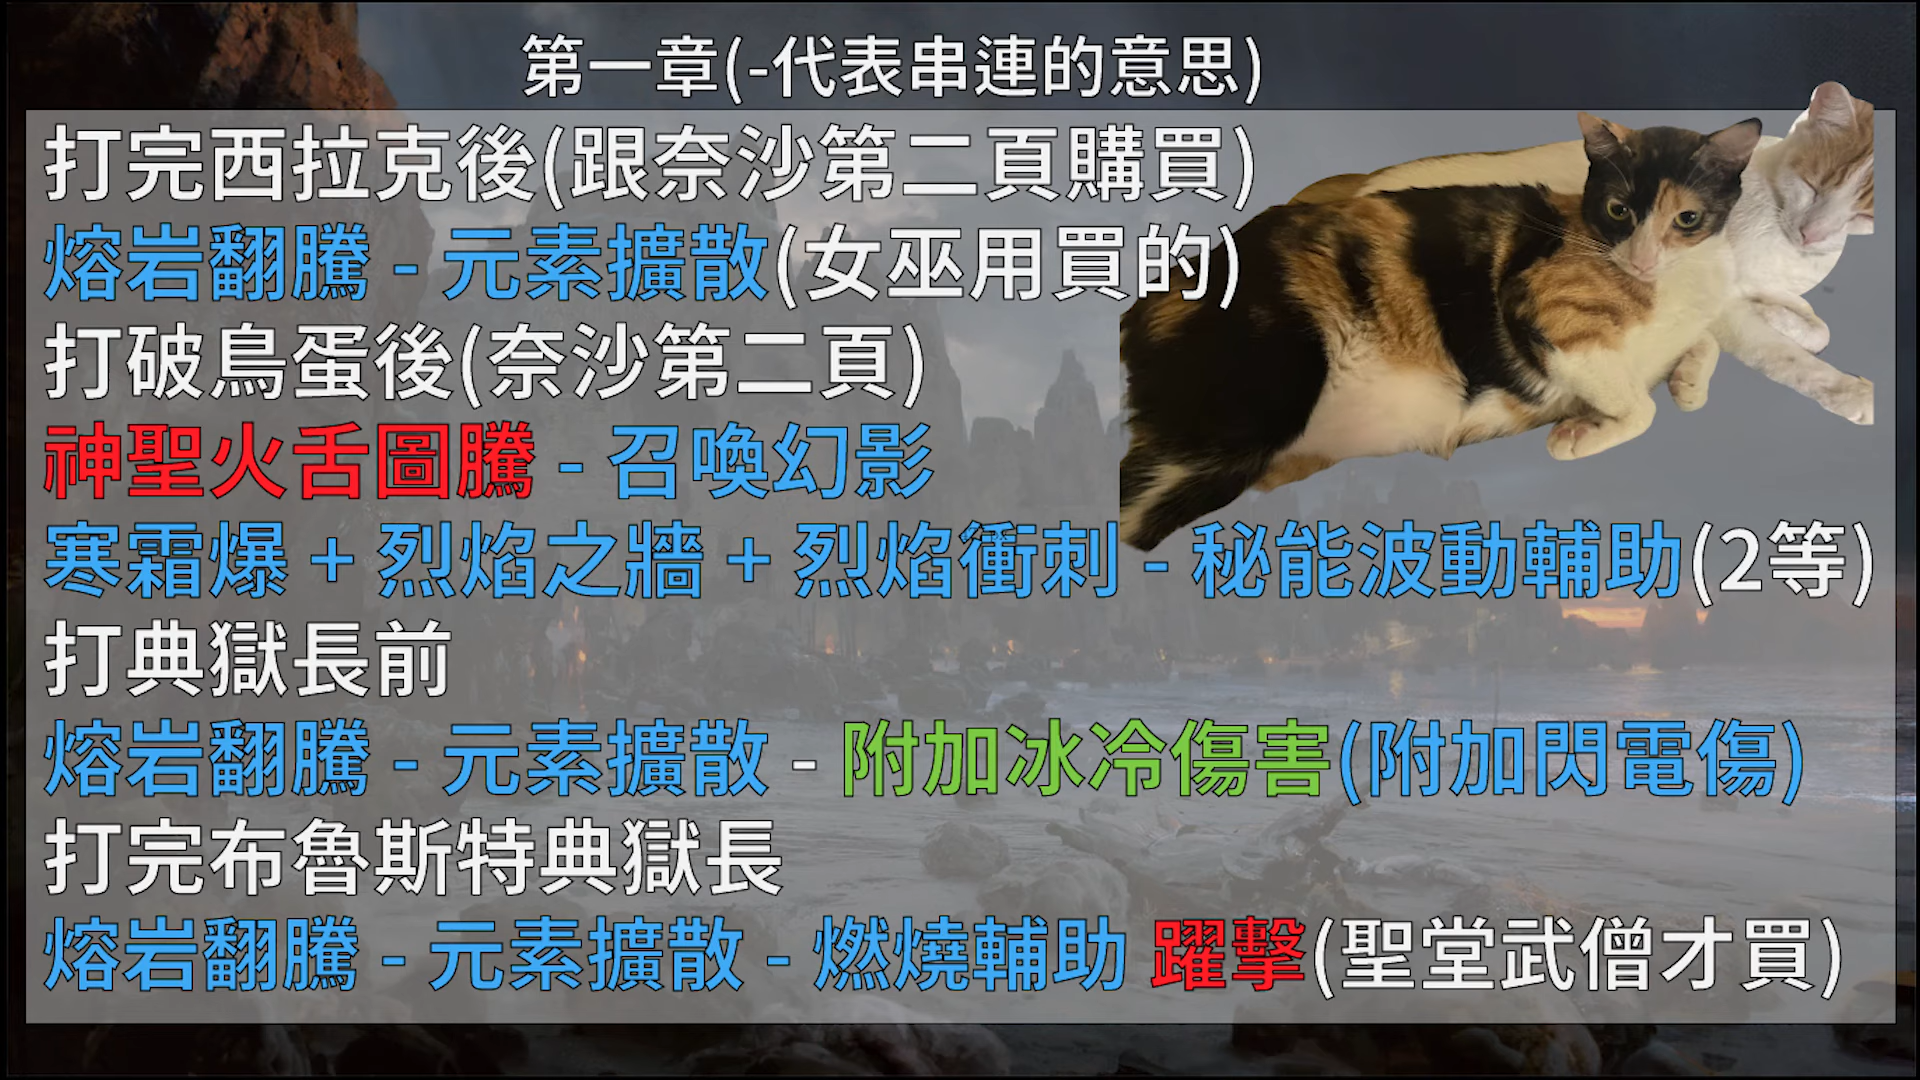 第一章(-代表串連的意思)
打完西拉克後(跟奈沙第二頁購買)
熔岩翻騰 - 元素擴散(女巫用買的)
打破鳥蛋後(奈沙第二頁)
神聖火舌圖騰 - 召喚幻影
寒霜爆 + 烈焰之牆 + 烈焰衝刺 - 秘能波動輔助(2等)
打典獄長前
熔岩翻騰 - 元素擴散 - 附加冰冷傷害(附加閃電傷)
打完布魯斯特典獄長
熔岩翻騰 - 元素擴散 - 燃燒輔助 躍擊(聖堂武僧才買)